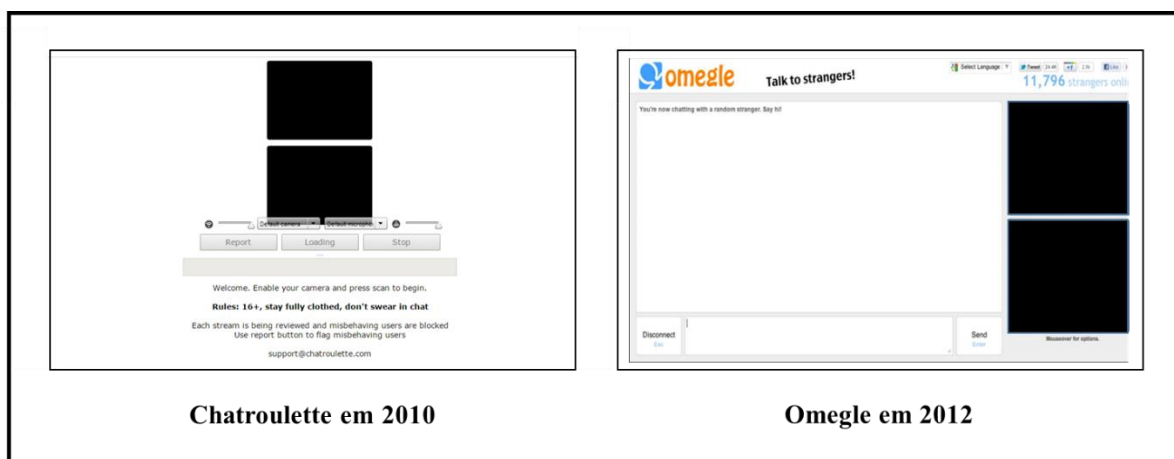 Default camera
Default micropho
Report
Loading
Stop
Welcome. Enable your camera and press scan to begin.
Rules: 16+, stay fully clothed, don't swear in chat
Each stream is being reviewed and misbehaving users are blocked
Use report button to flag misbehaving users
support@chatroulette.com
Chatroulette em 2010
omegle
Talk to strangers!
Select Language
Tweet
+1
Like
11,796 strangers onli
You're now chatting with a random stranger. Say hi!
Disconnect
Esc
Send
Enter
Mouseover for options.
Omegle em 2012